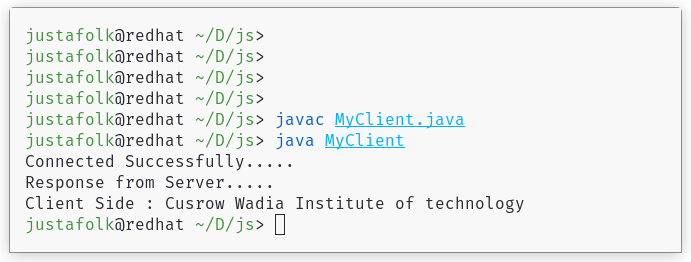 justafolk@redhat ~/D/js>
justafolk@redhat ~/D/js>
justafolk@redhat ~/D/js>
justafolk@redhat ~/D/js>
justafolk@redhat ~/D/js> javac MyClient.java
justafolk@redhat ~/D/js> java MyClient
Connected Successfully.....
Response from Server.....
Client Side : Cusrow Wadia Institute of technology
justafolk@redhat ~/D/js>